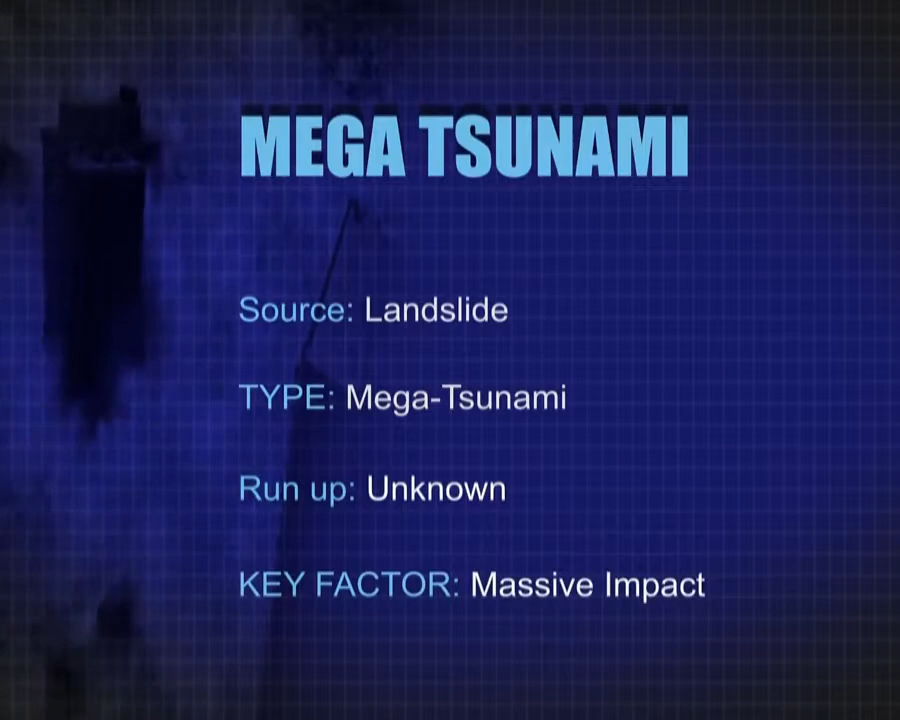 MEGA TSUNAMI
Source: Landslide
TYPE: Mega-Tsunami
Run up: Unknown
KEY FACTOR: Massive Impact